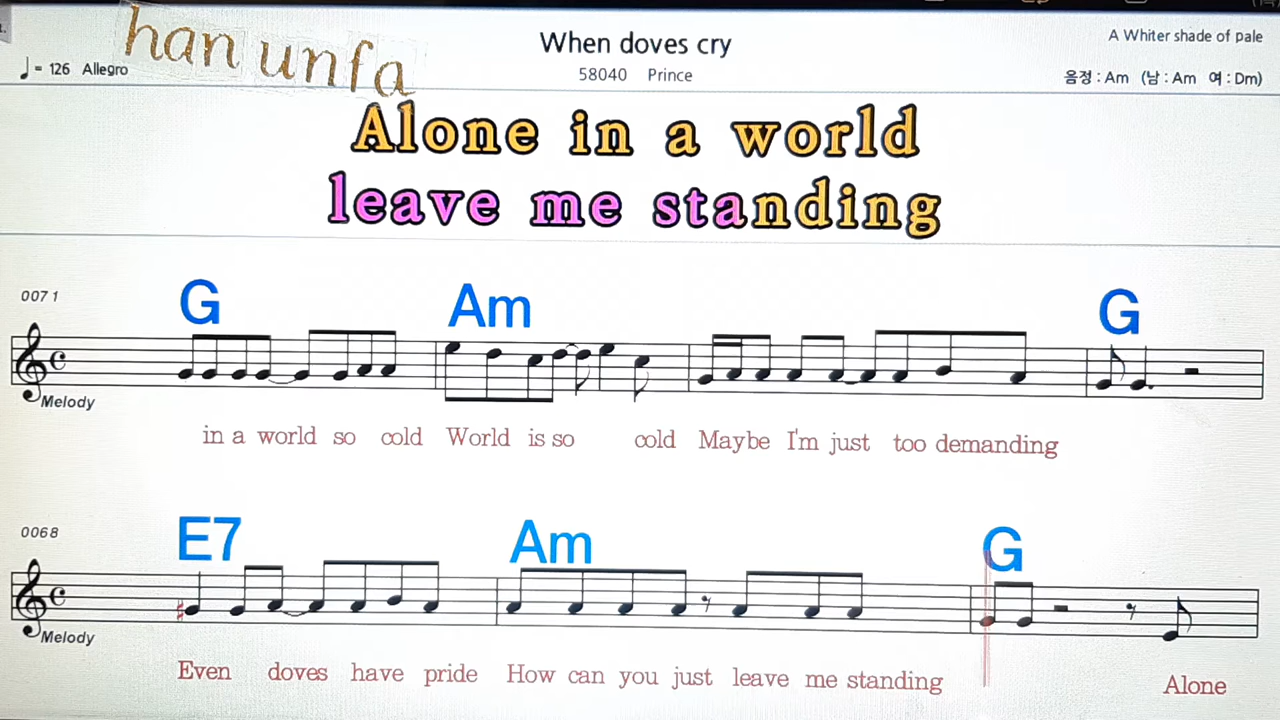 han unfa
When doves cry
A Whiter shade of pale
♩ = 126 Allegro
58040 Prince
음정 : Am (남 : Am 여 : Dm)
Alone in a world
leave me standing
0071
G Am G
Melody
in a world so cold World is so cold Maybe I'm just too demanding
0068
E7 Am G
Melody
Even doves have pride How can you just leave me standing Alone